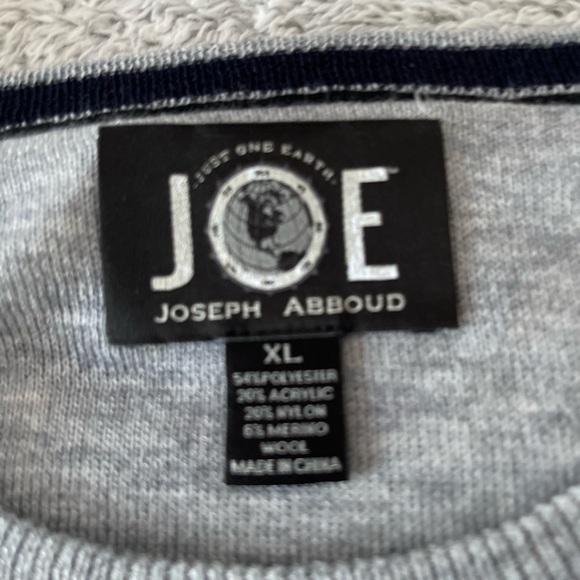 JUST ONE EARTH
JOE
JOSEPH ABBOUD
XL
54% POLYESTER
20% ACRYLIC
20% NYLON
6% MERINO
WOOL
MADE IN CHINA